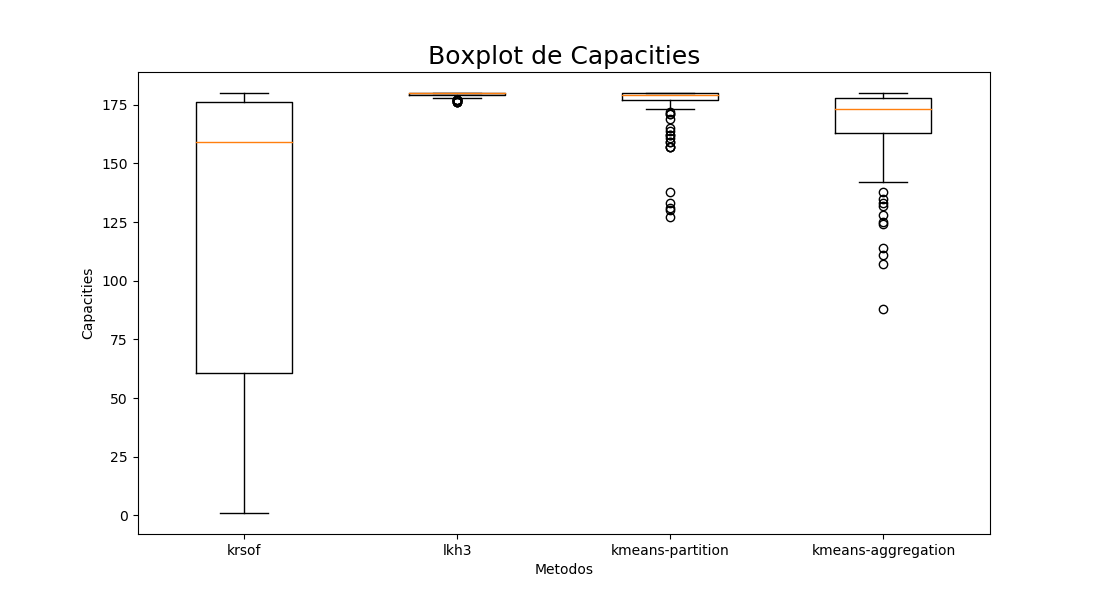 Boxplot de Capacities
175
150
125
100
75
50
25
0
Capacities
krsof
lkh3
kmeans-partition
kmeans-aggregation
Metodos